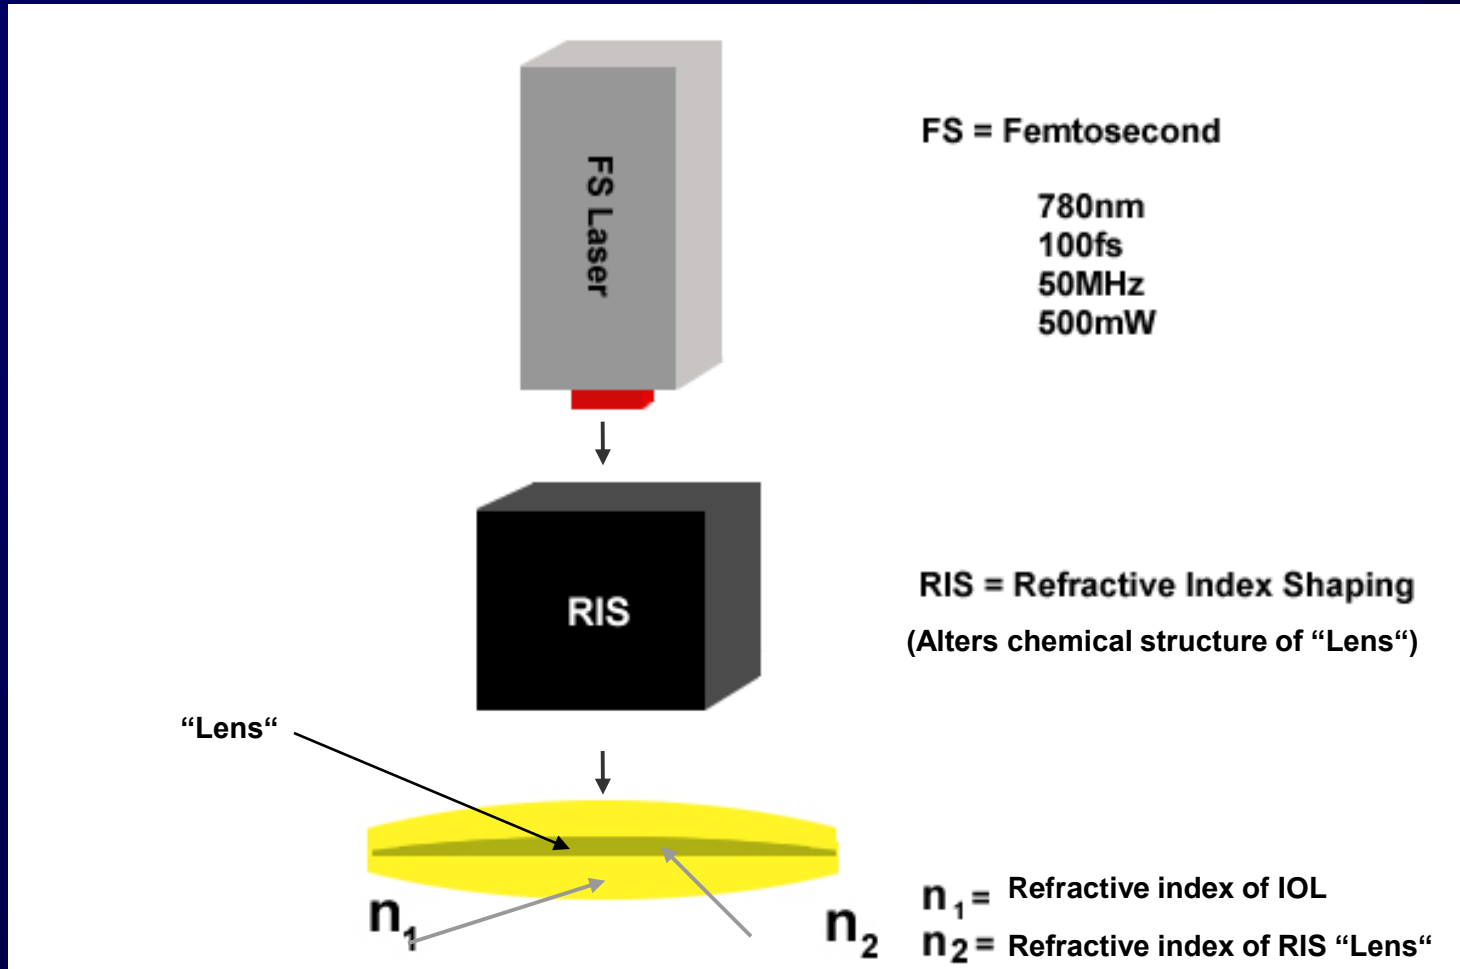 FS Laser
FS = Femtosecond
780nm
100fs
50MHz
500mW
RIS
RIS = Refractive Index Shaping
(Alters chemical structure of “Lens“)
“Lens“
n₁
n₂
n₁ = Refractive index of IOL
n₂ = Refractive index of RIS “Lens“